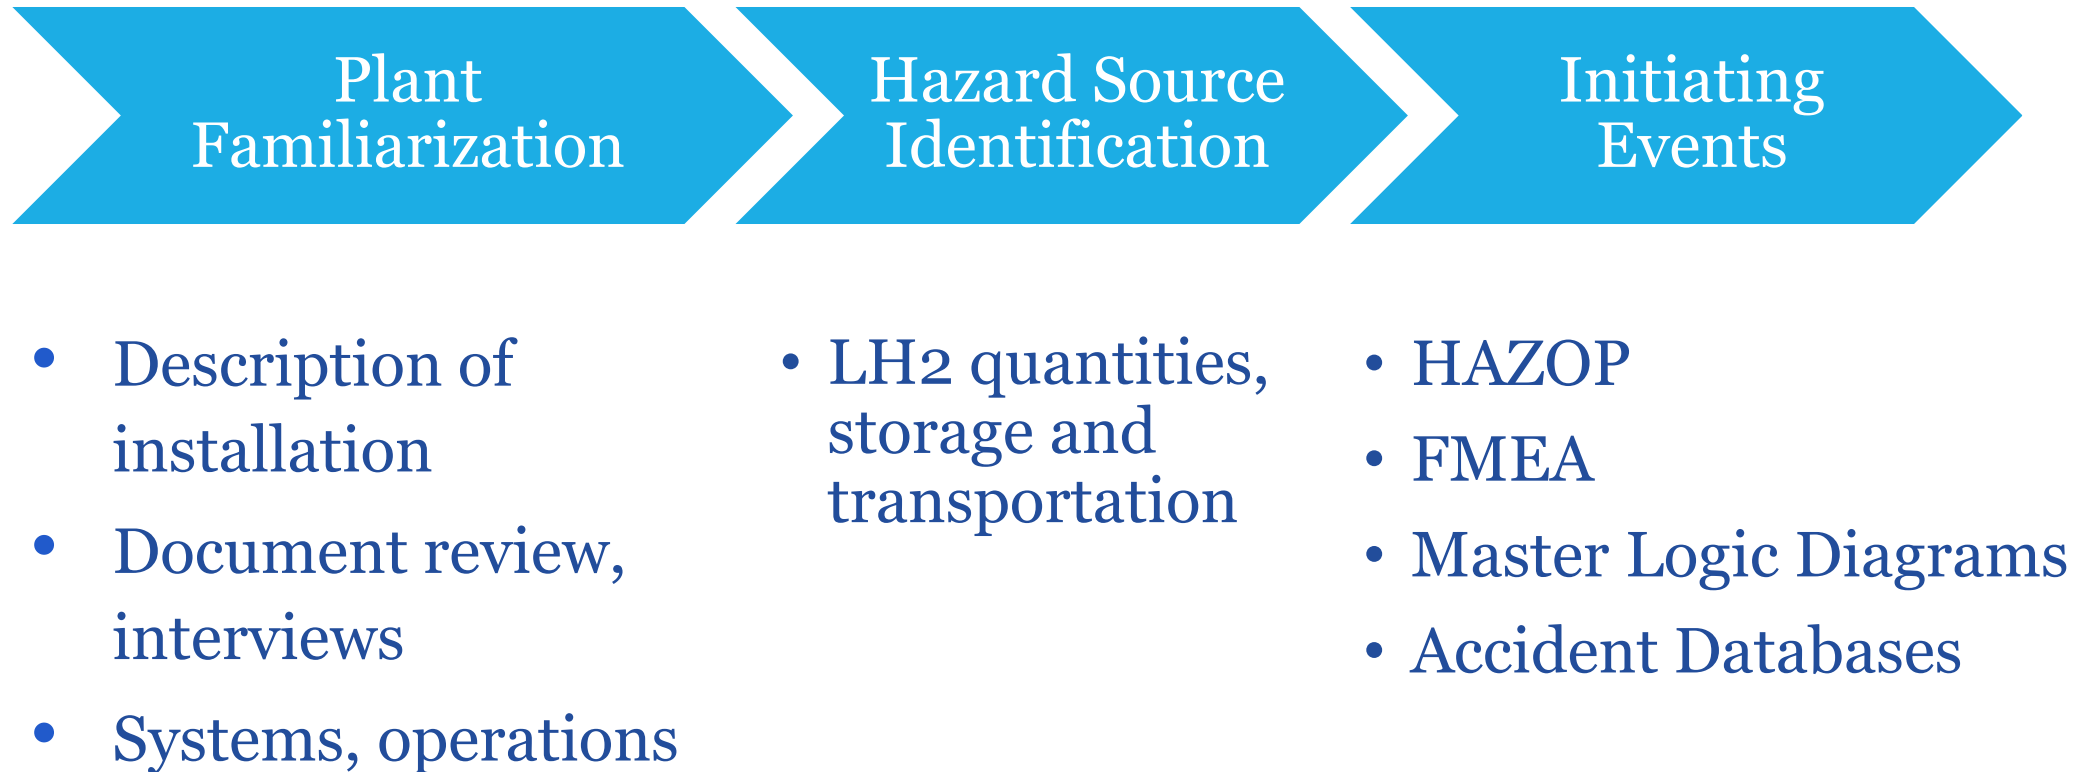 Plant
Familiarization
Hazard Source
Identification
Initiating
Events
• Description of
installation
• Document review,
interviews
• Systems, operations
• LH2 quantities,
storage and
transportation
• HAZOP
• FMEA
• Master Logic Diagrams
• Accident Databases